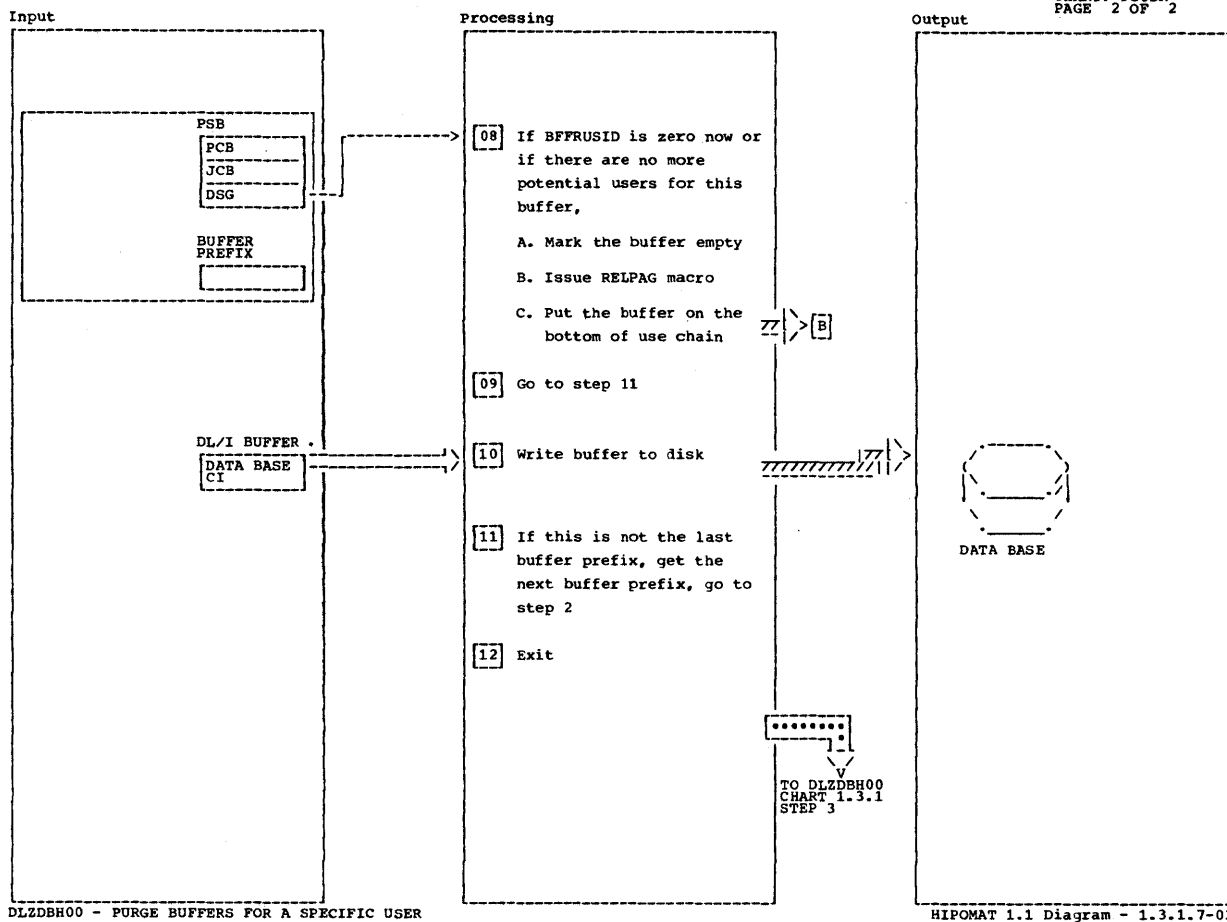 PAGE 2 OF 2
Input
Processing
Output
PSB
PCB
JCB
DSG
BUFFER
PREFIX
08 If BFFRUSID is zero now or
if there are no more
potential users for this
buffer,
A. Mark the buffer empty
B. Issue RELPAG macro
C. Put the buffer on the
bottom of use chain
B
09 Go to step 11
DL/I BUFFER
DATA BASE
CI
10 Write buffer to disk
DATA BASE
11 If this is not the last
buffer prefix, get the
next buffer prefix, go to
step 2
12 Exit
TO DLZDBH00
CHART 1.3.1
STEP 3
DLZDBH00 - PURGE BUFFERS FOR A SPECIFIC USER
HIPOMAT 1.1 Diagram - 1.3.1.7-0